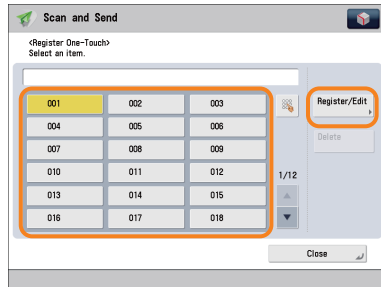 Scan and Send
<Register One-Touch>
Select an item.
001 002 003
Register/Edit
004 005 006
Delete
007 008 009
010 011 012
1/12
013 014 015
016 017 018
Close